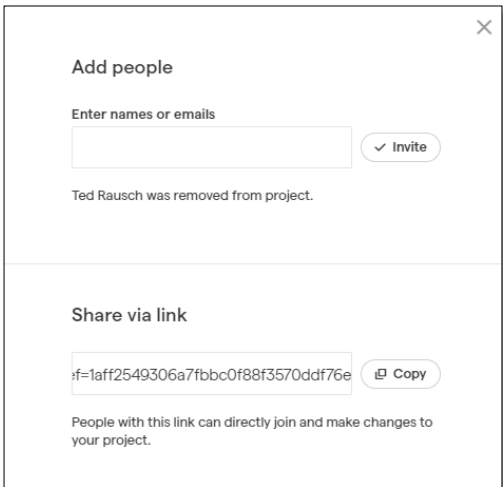 Add people
Enter names or emails
Invite
Ted Rausch was removed from project.
Share via link
ef=1aff2549306a7fbbc0f88f3570ddf76e
Copy
People with this link can directly join and make changes to
your project.